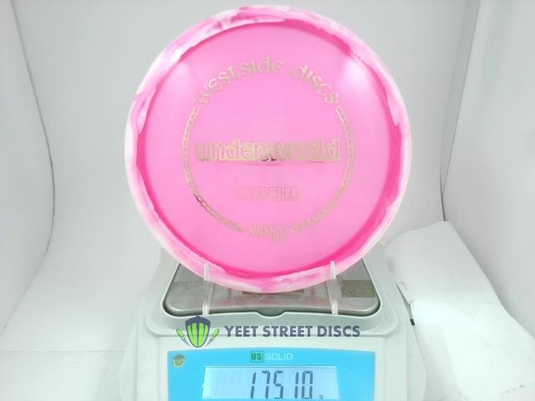 Westside Discs
underworld
YEET STREET DISCS
US SOLID
175.10 g